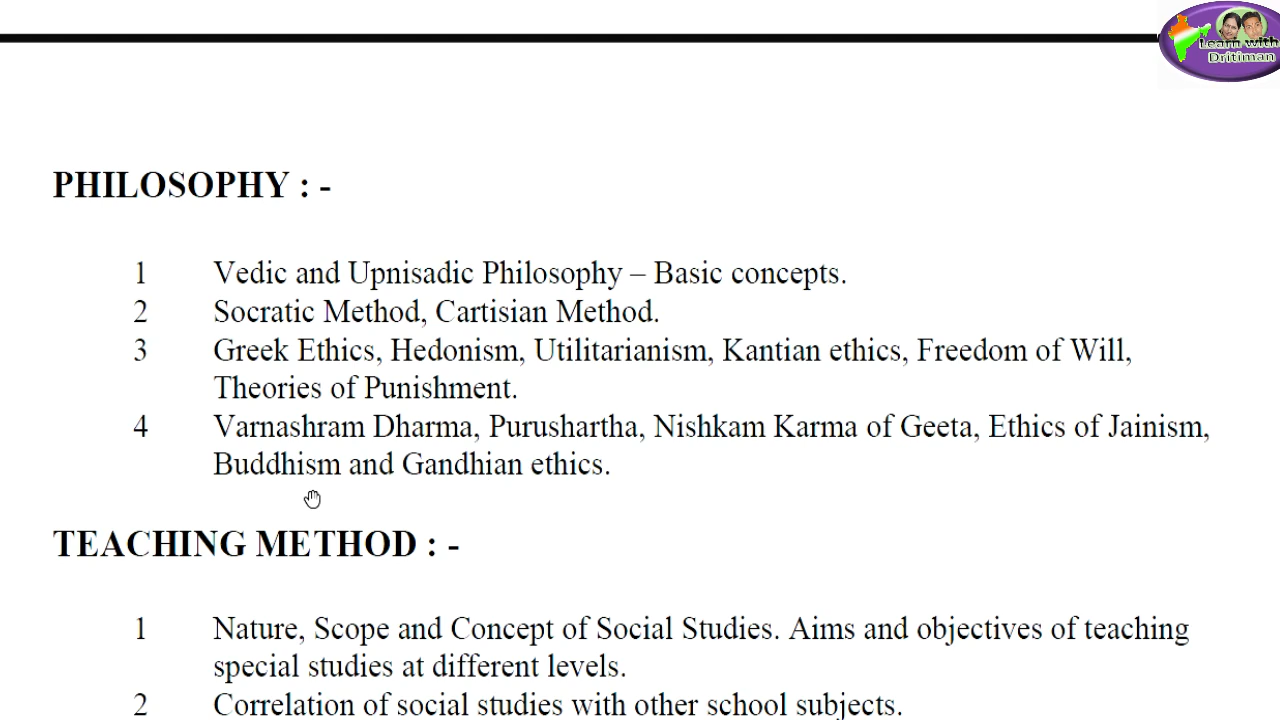 Learn with
Dritiman
PHILOSOPHY : -
1 Vedic and Upnisadic Philosophy – Basic concepts.
2 Socratic Method, Cartisian Method.
3 Greek Ethics, Hedonism, Utilitarianism, Kantian ethics, Freedom of Will,
Theories of Punishment.
4 Varnashram Dharma, Purushartha, Nishkam Karma of Geeta, Ethics of Jainism,
Buddhism and Gandhian ethics.
TEACHING METHOD : -
1 Nature, Scope and Concept of Social Studies. Aims and objectives of teaching
special studies at different levels.
2 Correlation of social studies with other school subjects.